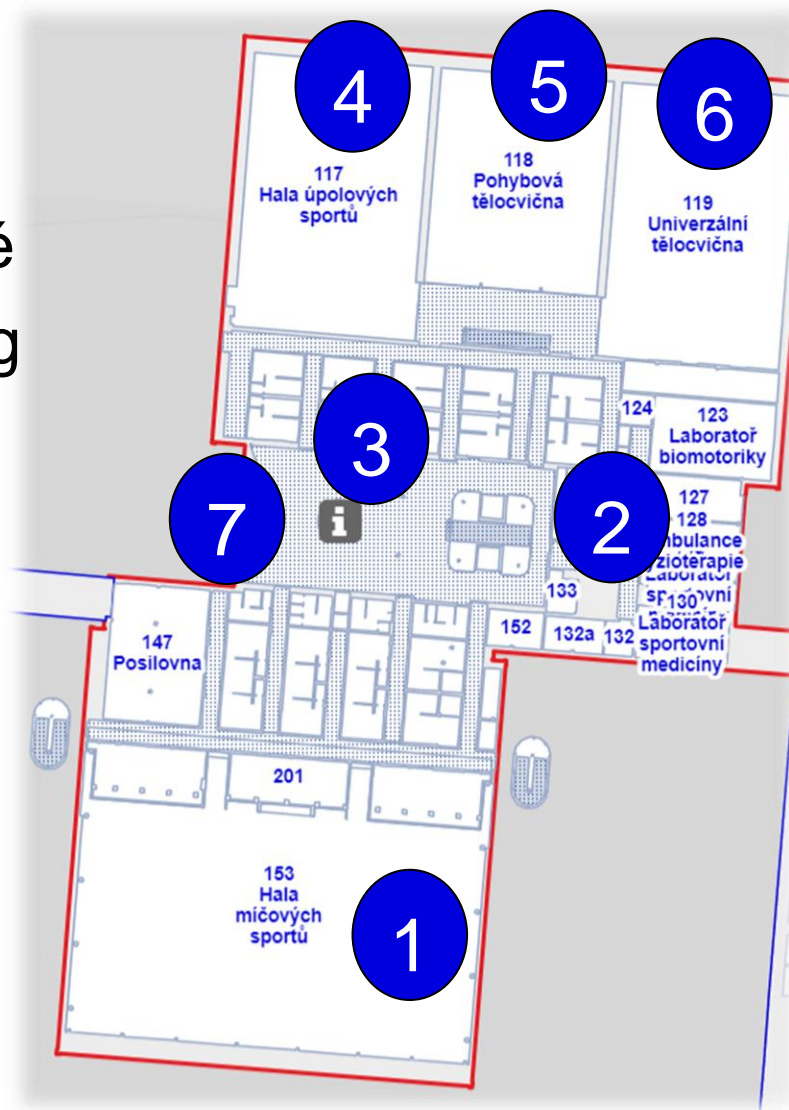 4
5
6
117
Hala úpolových
sportů
118
Pohybová
tělocvična
119
Univerzální
tělocvična
é
g
124
123
Laboratoř
biomotoriky
3
7
i
2
127
128
130
Laboratoř
sportovní
medicíny
133
152
132a
132
147
Posilovna
201
153
Hala
míčových
sportů
1